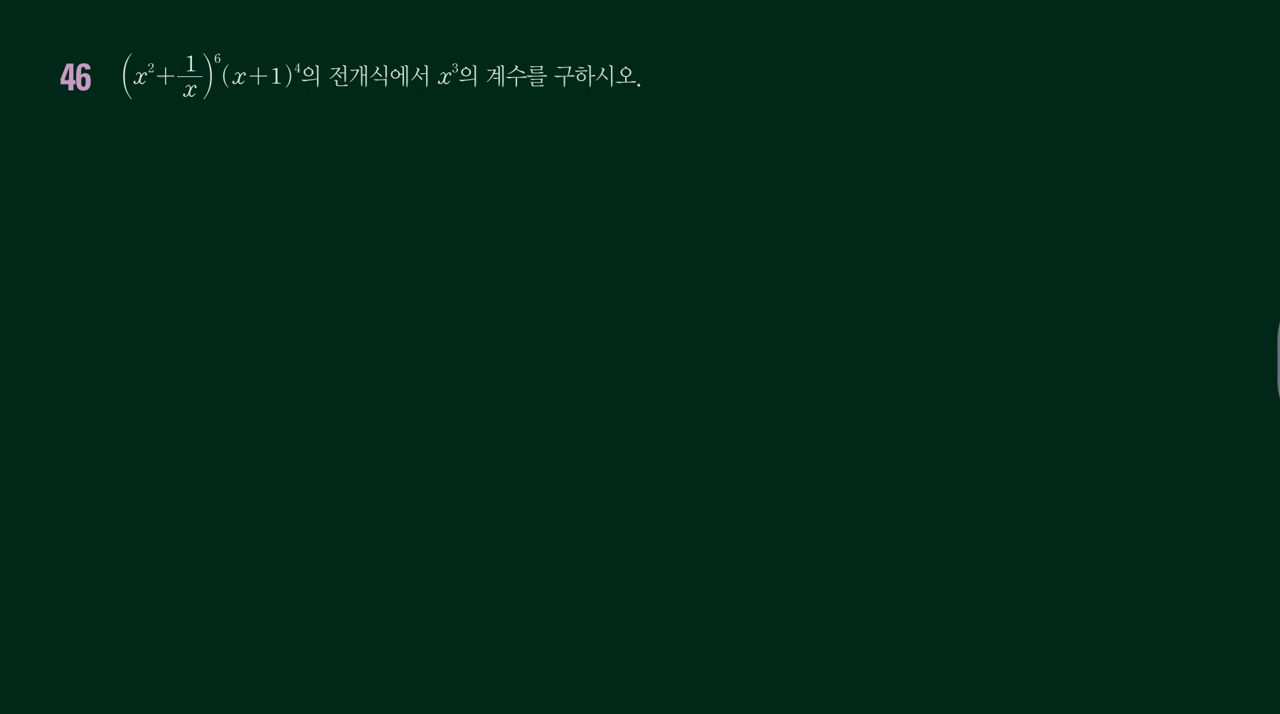 46 (x²+1/x)⁶(x+1)⁴의 전개식에서 x³의 계수를 구하시오.